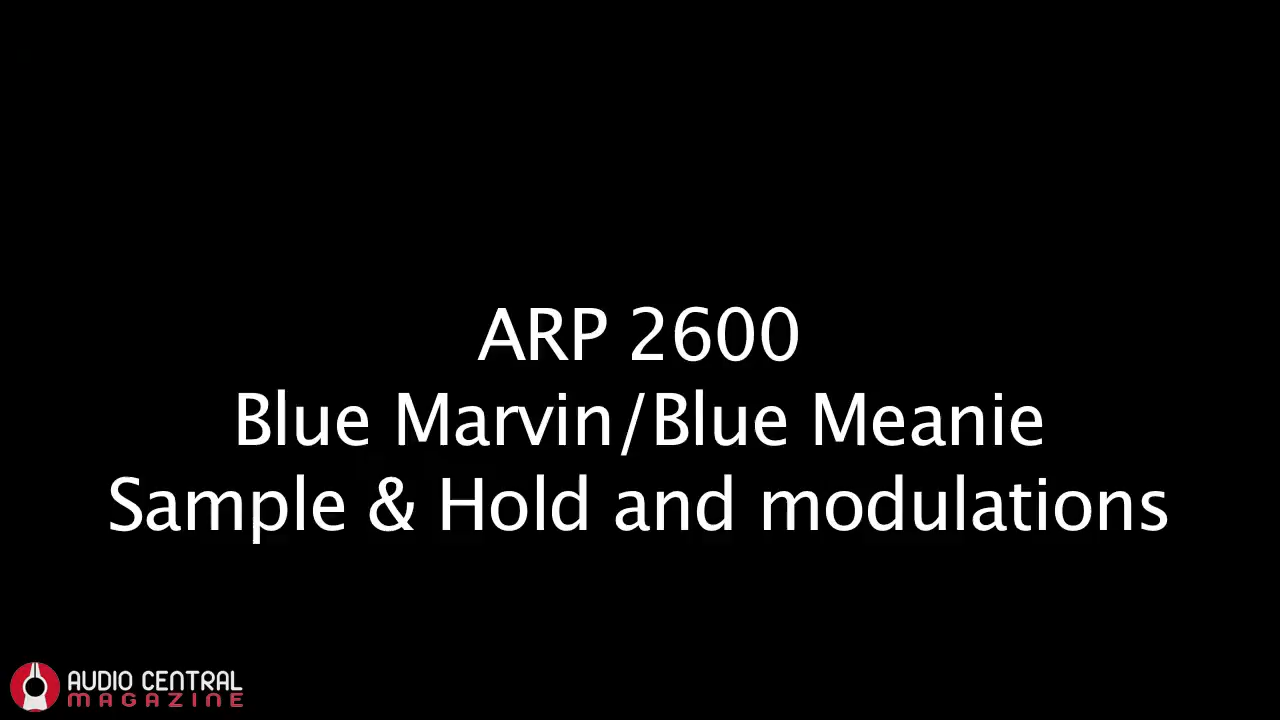 ARP 2600
Blue Marvin/Blue Meanie
Sample & Hold and modulations
AUDIO CENTRAL
MAGAZINE